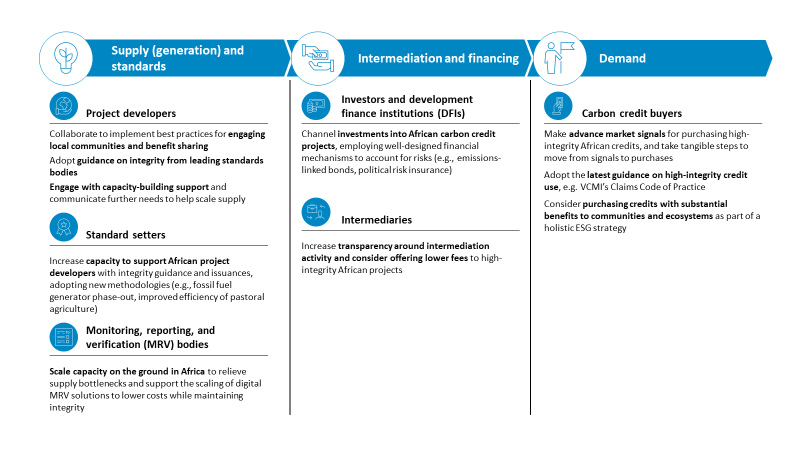 Supply (generation) and
standards
Project developers
Collaborate to implement best practices for engaging
local communities and benefit sharing
Adopt guidance on integrity from leading standards
bodies
Engage with capacity-building support and
communicate further needs to help scale supply
Standard setters
Increase capacity to support African project
developers with integrity guidance and issuances,
adopting new methodologies (e.g., fossil fuel
generator phase-out, improved efficiency of pastoral
agriculture)
Monitoring, reporting, and
verification (MRV) bodies
Scale capacity on the ground in Africa to relieve
supply bottlenecks and support the scaling of digital
MRV solutions to lower costs while maintaining
integrity
Intermediation and financing
Investors and development
finance institutions (DFIs)
Channel investments into African carbon credit
projects, employing well-designed financial
mechanisms to account for risks (e.g., emissions-
linked bonds, political risk insurance)
Intermediaries
Increase transparency around intermediation
activity and consider offering lower fees to high-
integrity African projects
Demand
Carbon credit buyers
Make advance market signals for purchasing high-
integrity African credits, and take tangible steps to
move from signals to purchases
Adopt the latest guidance on high-integrity credit
use, e.g. VCMI's Claims Code of Practice
Consider purchasing credits with substantial
benefits to communities and ecosystems as part of a
holistic ESG strategy